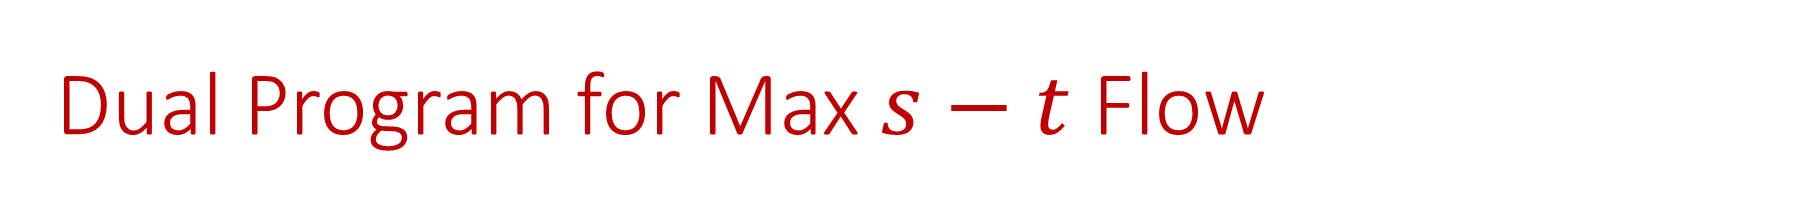 Dual Program for Max 𝑠 − 𝑡 Flow